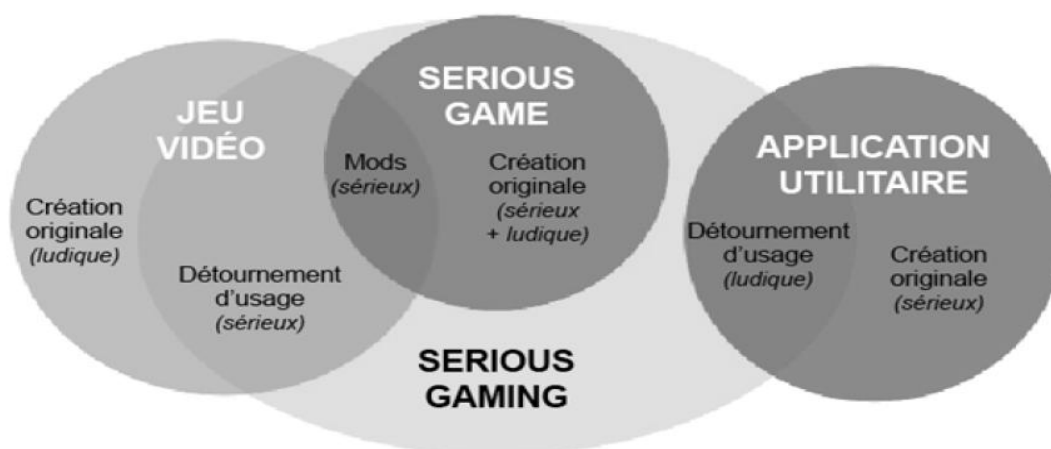 JEU
VIDÉO
Création
originale
(ludique)
Détournement
d'usage
(sérieux)
Mods
(sérieux)
SERIOUS
GAME
Création
originale
(sérieux
+ ludique)
SERIOUS
GAMING
APPLICATION
UTILITAIRE
Détournement
d'usage
(ludique)
Création
originale
(sérieux)